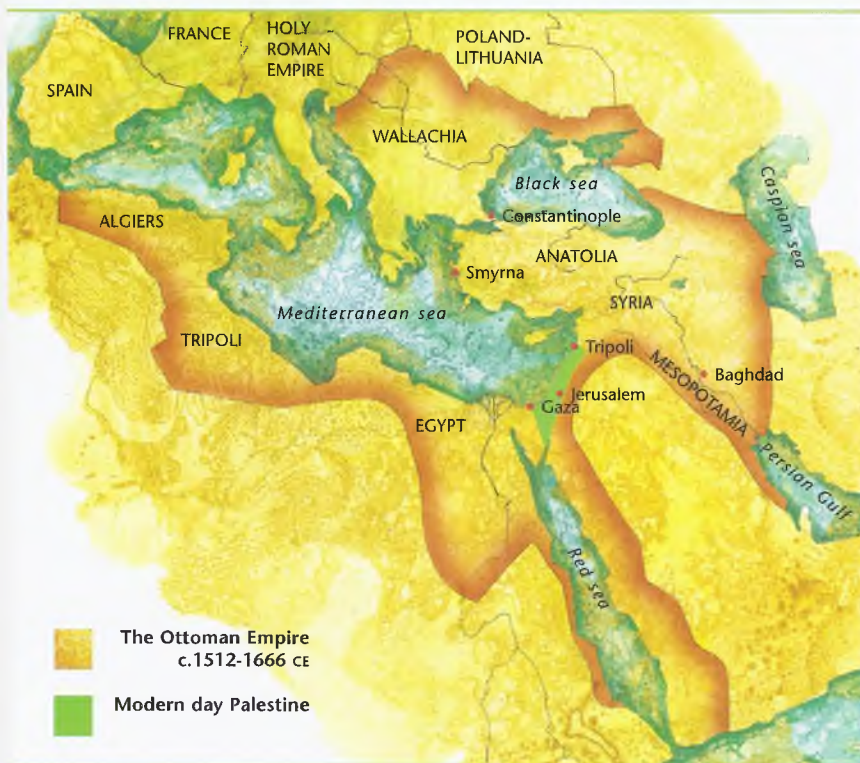 FRANCE
HOLY
ROMAN
EMPIRE
POLAND-
LITHUANIA
SPAIN
WALLACHIA
Black sea
Caspian sea
Constantinople
ALGIERS
ANATOLIA
Smyrna
SYRIA
Mediterranean sea
TRIPOLI
Tripoli
MESOPOTAMIA
Baghdad
Jerusalem
Gaza
EGYPT
Persian Gulf
Red sea
The Ottoman Empire
c.1512-1666 CE
Modern day Palestine